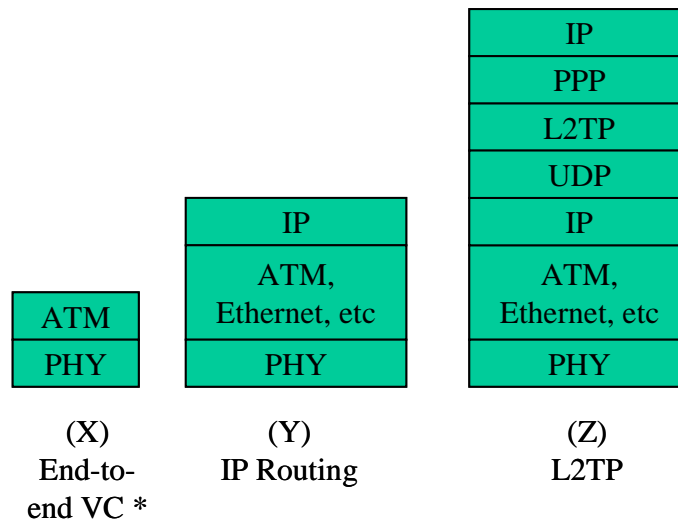 ATM
PHY
(X)
End-to-
end VC *
IP
ATM,
Ethernet, etc
PHY
(Y)
IP Routing
IP
PPP
L2TP
UDP
IP
ATM,
Ethernet, etc
PHY
(Z)
L2TP